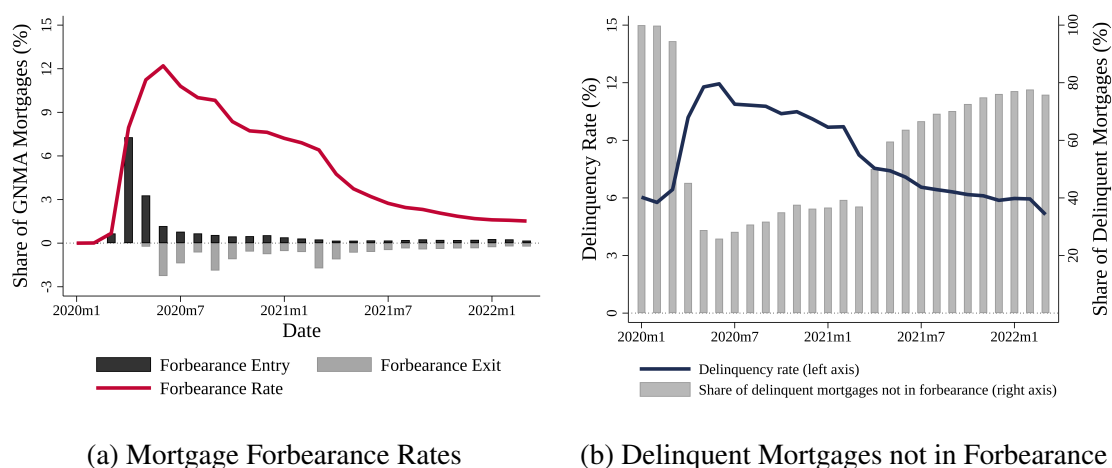 Share of GNMA Mortgages (%)
15
12
9
6
3
0
-3
2020m1 2020m7 2021m1 2021m7 2022m1
Date
Forbearance Entry Forbearance Exit
Forbearance Rate
(a) Mortgage Forbearance Rates
Delinquency Rate (%)
15
12
9
6
3
0
Share of Delinquent Mortgages (%)
100
80
60
40
20
2020m1 2020m7 2021m1 2021m7 2022m1
Delinquency rate (left axis)
Share of delinquent mortgages not in forbearance (right axis)
(b) Delinquent Mortgages not in Forbearance